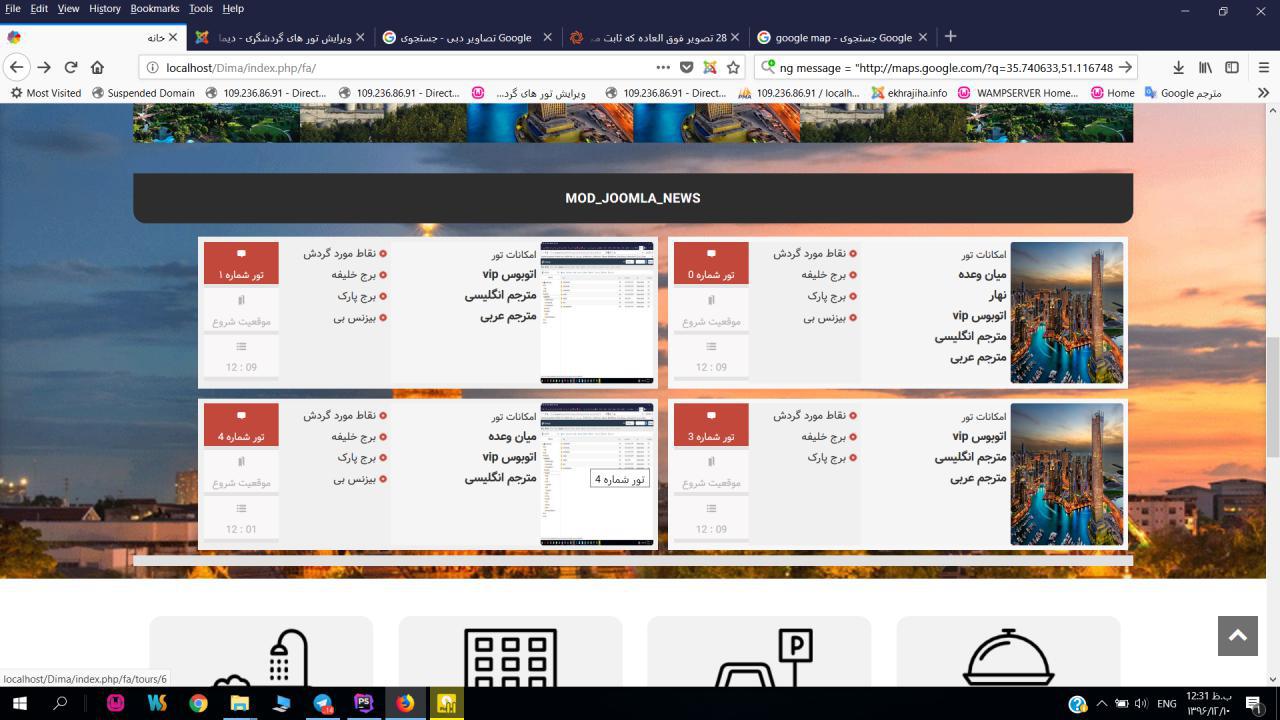 File Edit View History Bookmarks Tools Help
خانه
ویرایش تور های گردشگری - دیما
تصاویر دبی - جستجوی Google
28 تصویر فوق العاده که ثابت می
google map - جستجوی Google
localhost/Dima/index.php/fa/
ng message = "http://maps.google.com/?q=35.740633,51.116748
Most Visited
Suspended Domain
109.236.86.91 - Direct...
109.236.86.91 - Direct...
ویرایش تور های گرد...
109.236.86.91 - Direct...
109.236.86.91 / localh...
ekhrajiha.info
WAMPSERVER Home...
Home
مترجم Google
MOD_JOOMLA_NEWS
امکانات تور
میان وعده
نهار
اتوبوس vip
مترجم انگلیسی
مترجم عربی
نقاط مورد گردش
برج خلیفه
برج پارک
بیزنس بی
تور شماره 0
موقعیت شروع
12 : 09
امکانات تور
اتوبوس vip
مترجم انگلیسی
مترجم عربی
نقاط مورد گردش
برج خلیفه
برج پارک
بیزنس بی
تور شماره ۱
موقعیت شروع
12 : 09
امکانات تور
اتوبوس vip
مترجم انگلیسی
مترجم عربی
نقاط مورد گردش
برج خلیفه
برج پارک
تور شماره 3
موقعیت شروع
12 : 09
امکانات تور
میان وعده
اتوبوس vip
مترجم انگلیسی
نقاط مورد گردش
برج خلیفه
برج پارک
بیزنس بی
تور شماره 4
موقعیت شروع
12 : 01
تور شماره 4
P
localhost/Dima/index.php/fa/tours/6
ENG
12:31 ب.ظ
۱۳۹۶/۱۲/۱۰